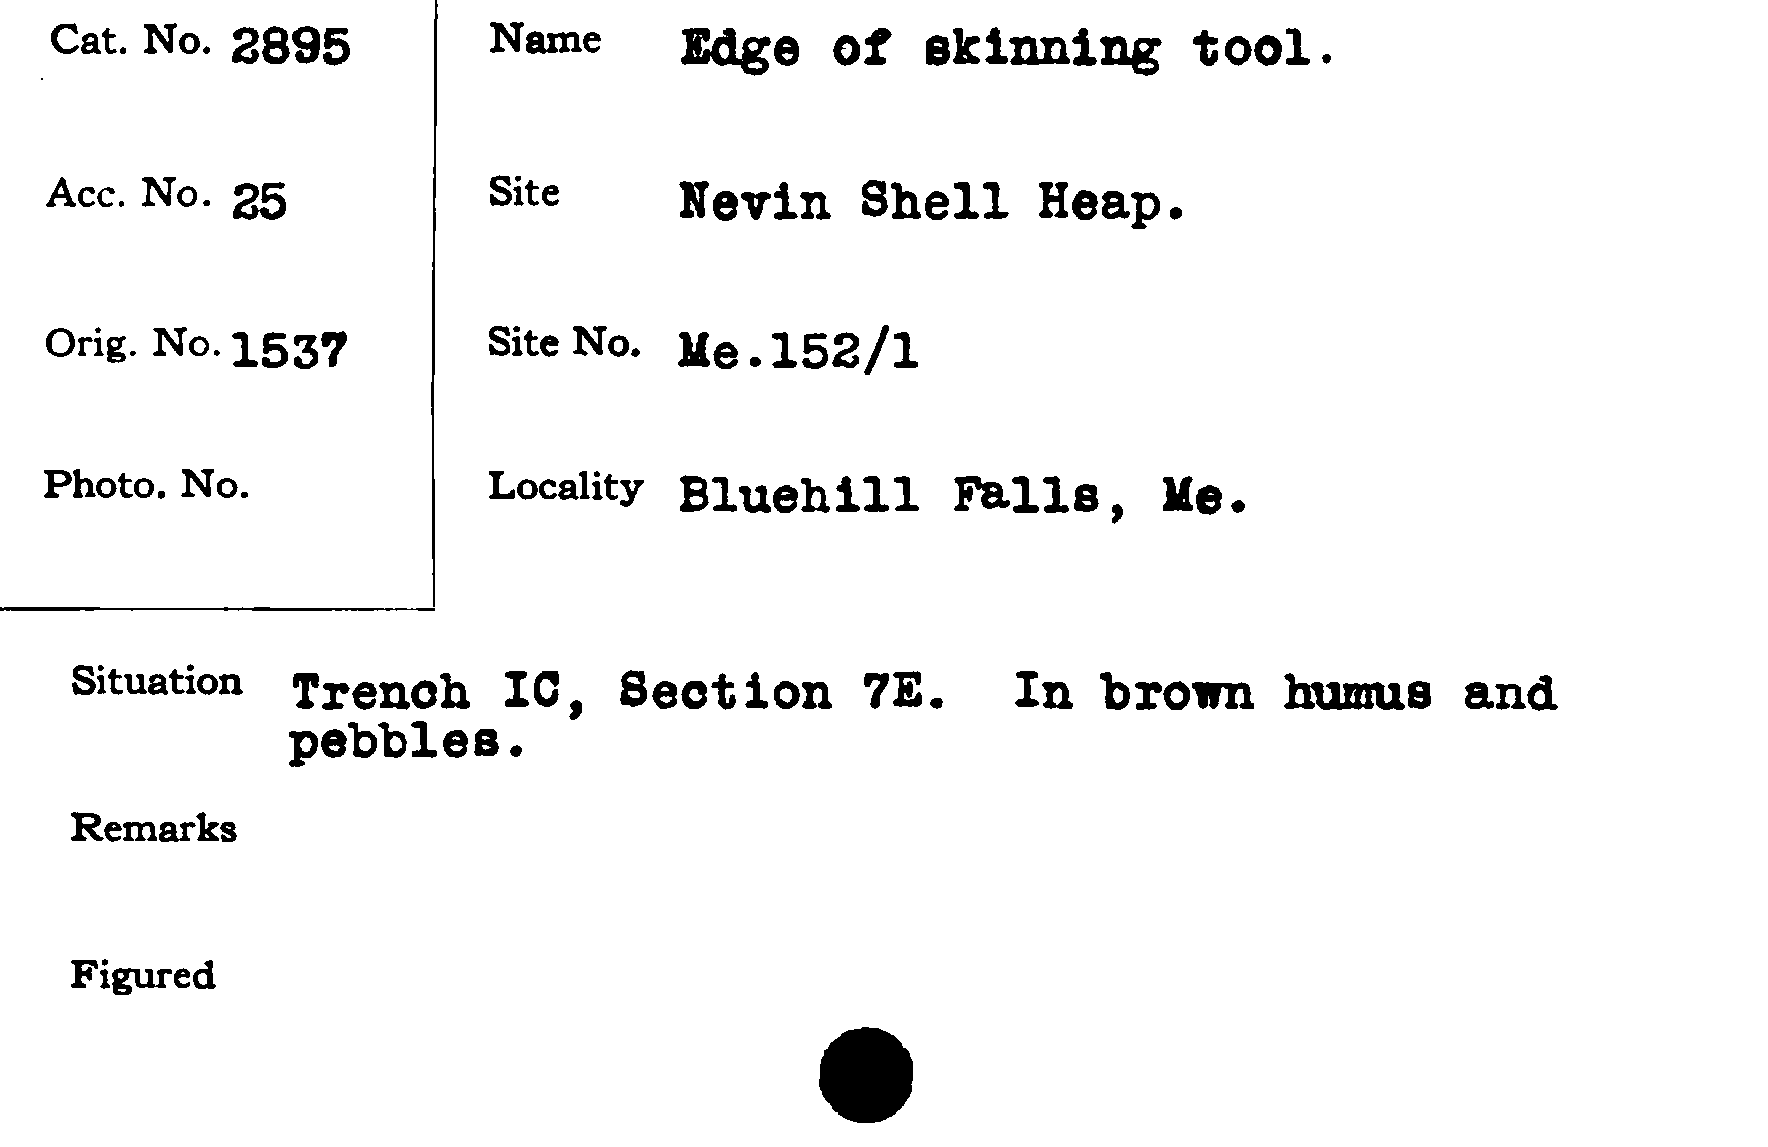 Cat. No. 2895
Acc. No. 25
Orig. No. 1537
Photo. No.
Name Edge of skinning tool.
Site Nevin Shell Heap.
Site No. Me.152/1
Locality Bluehill Falls, Me.
Situation Trench IC, Section 7E. In brown humus and
pebbles.
Remarks
Figured